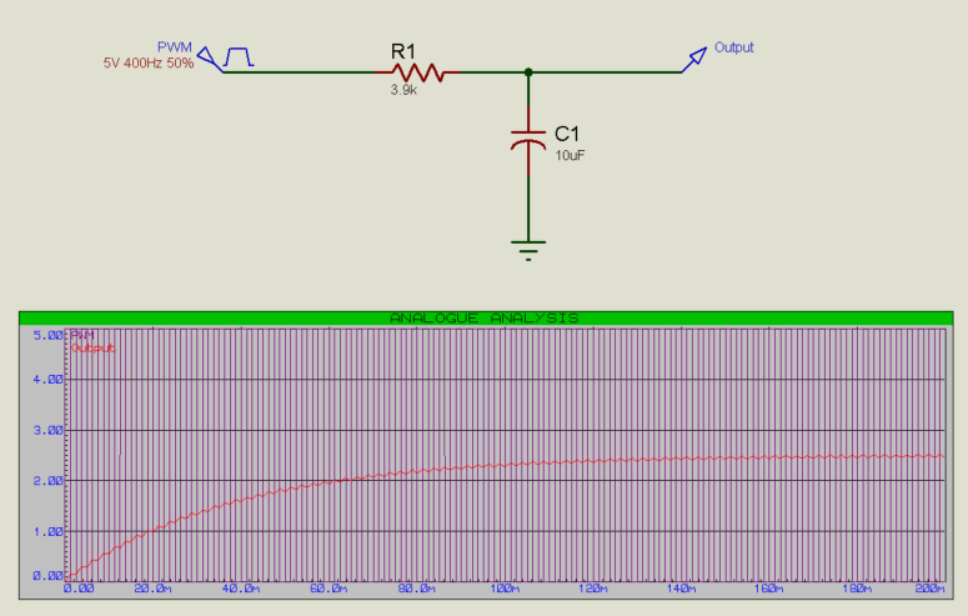 PWM
5V 400Hz 50%
R1
3.9k
Output
C1
10uF
ANALOGUE ANALYSIS
5.00
PWM
Output
4.00
3.00
2.00
1.00
0.00
0.00 20.0m 40.0m 60.0m 80.0m 100m 120m 140m 160m 180m 200m